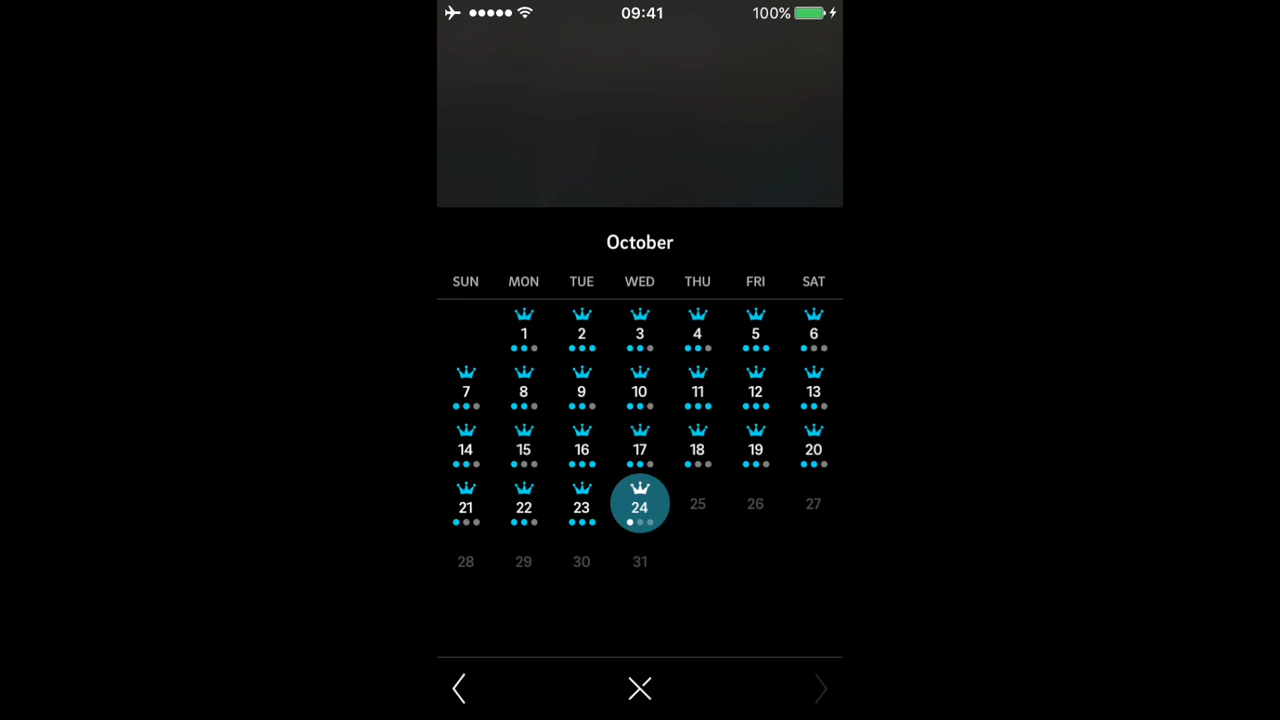 09:41 100%
October
SUN MON TUE WED THU FRI SAT
1 2 3 4 5 6
7 8 9 10 11 12 13
14 15 16 17 18 19 20
21 22 23 24 25 26 27
28 29 30 31